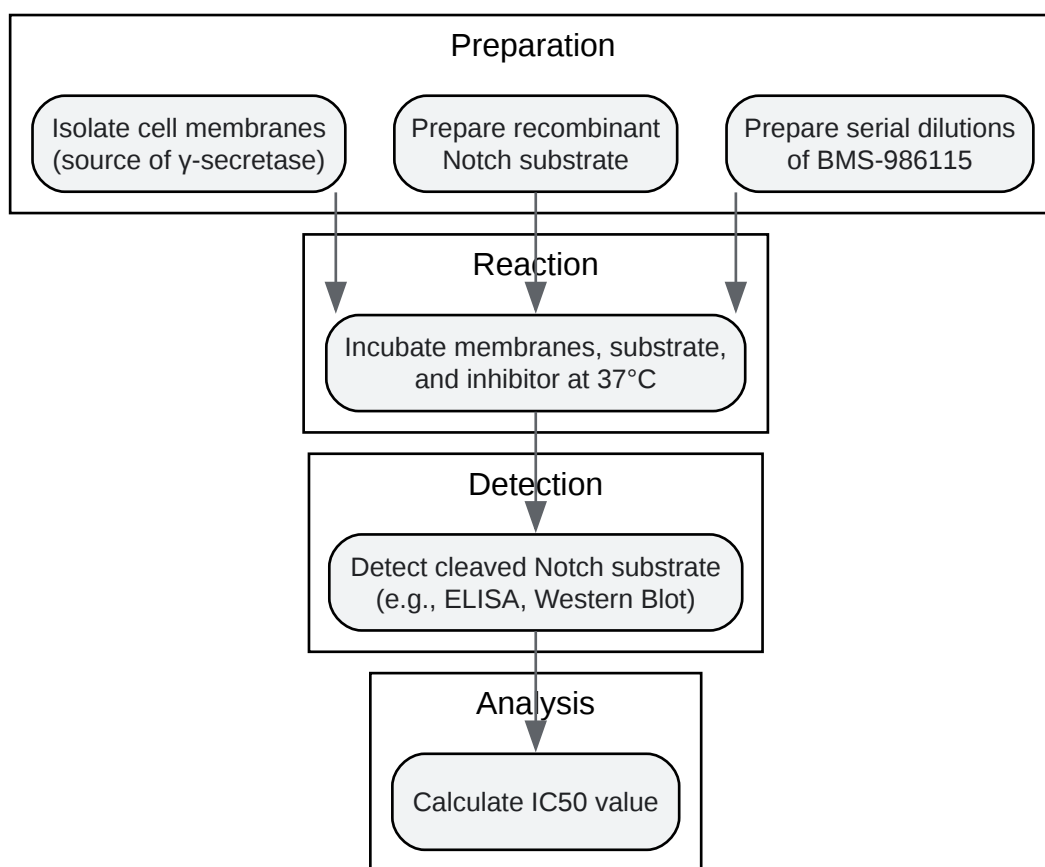 Preparation
Isolate cell membranes
(source of γ-secretase)
Prepare recombinant
Notch substrate
Prepare serial dilutions
of BMS-986115
Reaction
Incubate membranes, substrate,
and inhibitor at 37°C
Detection
Detect cleaved Notch substrate
(e.g., ELISA, Western Blot)
Analysis
Calculate IC50 value